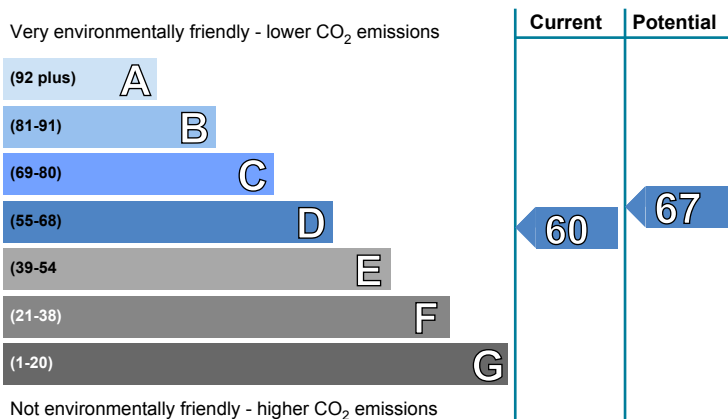 Current Potential
Very environmentally friendly - lower CO2 emissions
(92 plus) A
(81-91) B
(69-80) C
(55-68) D
(39-54 E
(21-38) F
(1-20) G
60
67
Not environmentally friendly - higher CO2 emissions